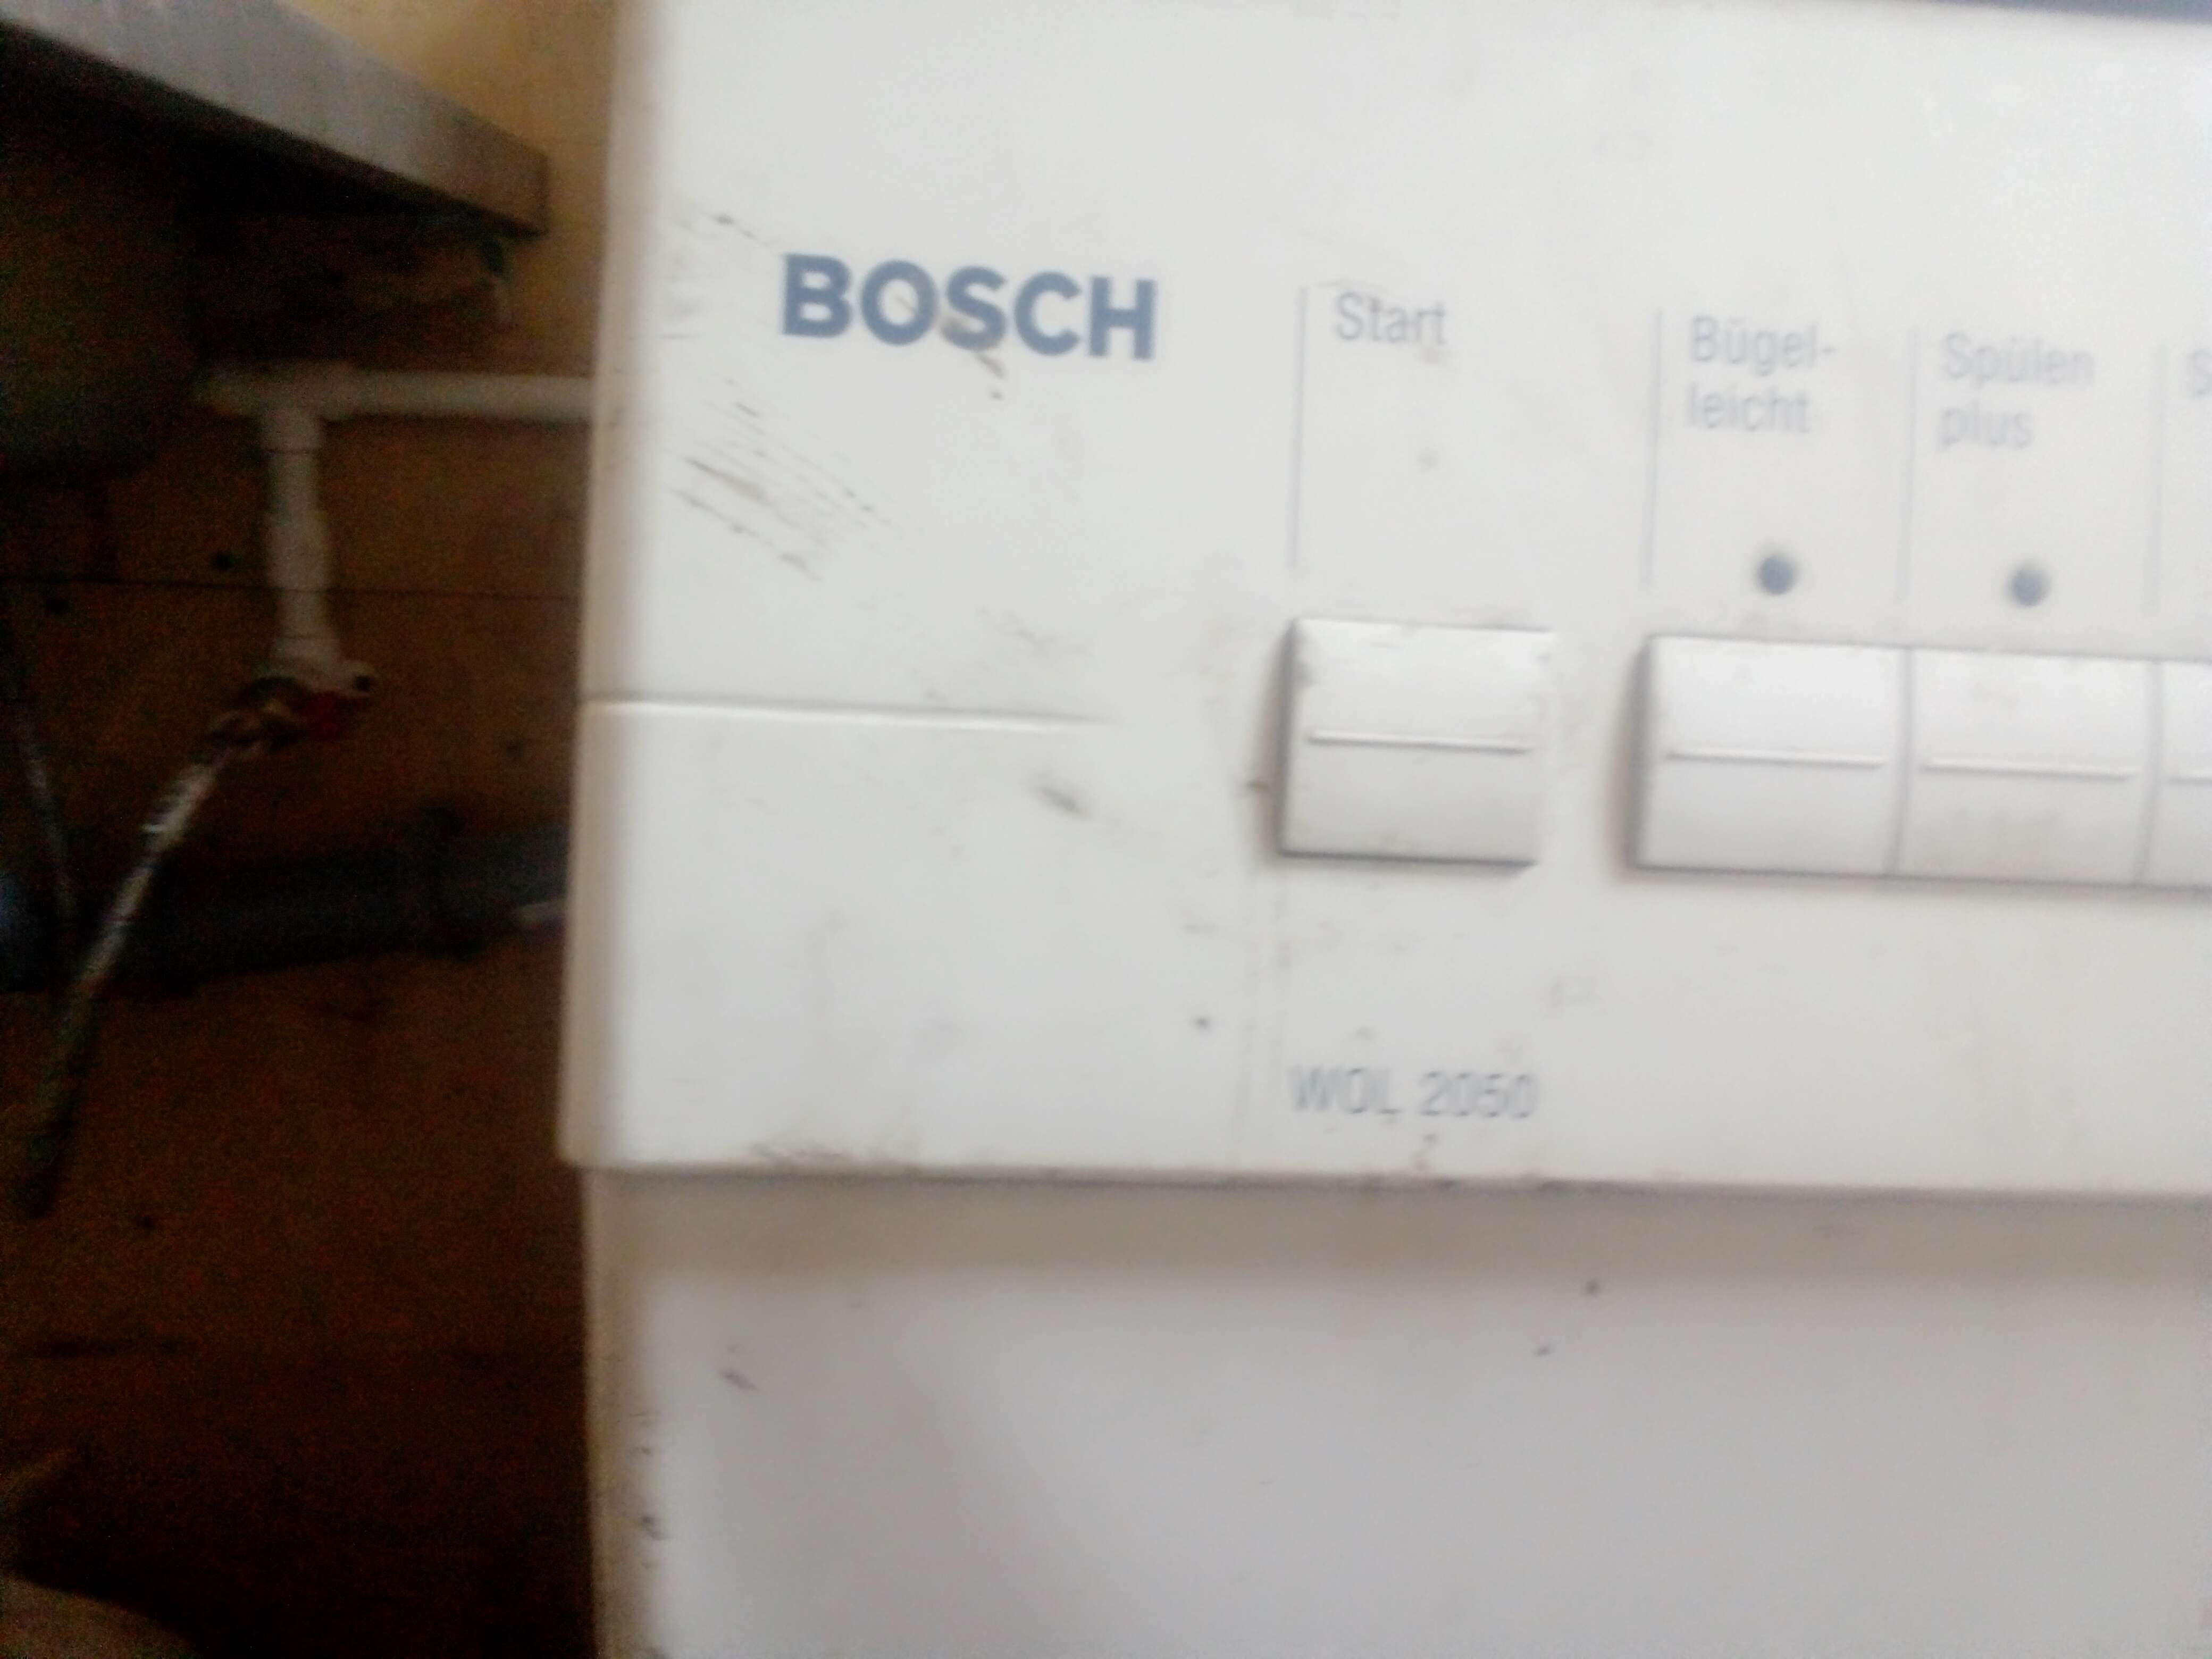 BOSCH
Start
Bügel-
leicht
Spülen
plus
WOL 2050